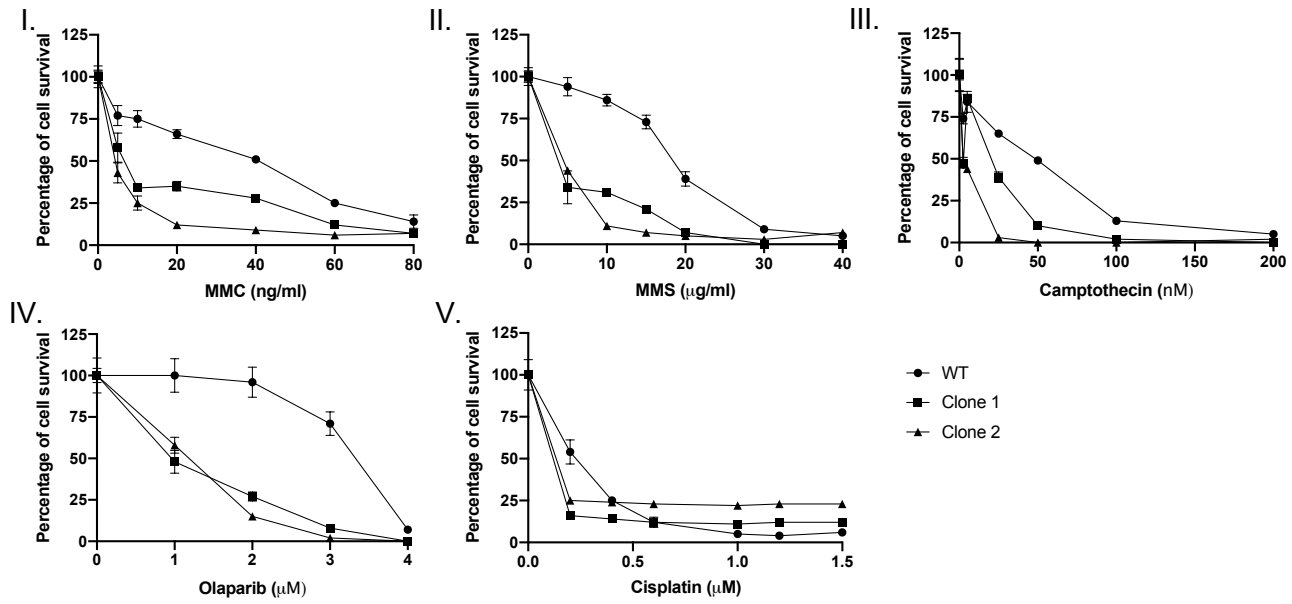 I.
125
100
75
50
25
0
Percentage of cell survival
0 20 40 60 80
MMC (ng/ml)
II.
125
100
75
50
25
0
Percentage of cell survival
0 10 20 30 40
MMS (μg/ml)
III.
125
100
75
50
25
0
Percentage of cell survival
0 50 100 150 200
Camptothecin (nM)
IV.
125
100
75
50
25
0
Percentage of cell survival
0 1 2 3 4
Olaparib (μM)
V.
125
100
75
50
25
0
Percentage of cell survival
0.0 0.5 1.0 1.5
Cisplatin (μM)
WT
Clone 1
Clone 2